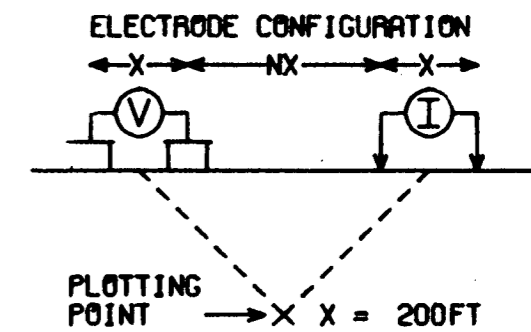 ELECTRODE CONFIGURATION
X NX X
V I
PLOTTING
POINT X X = 200FT